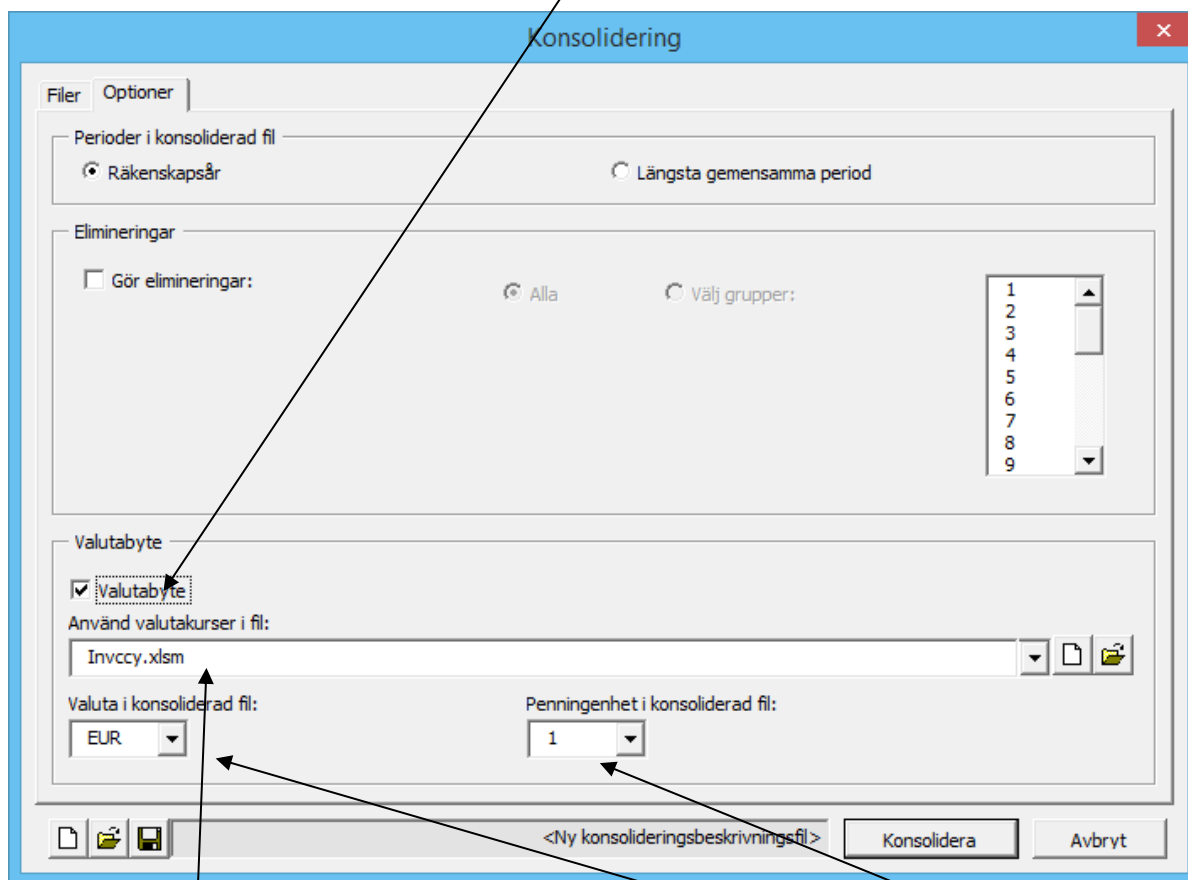 Konsolidering
Filer Optioner
Perioder i konsoliderad fil
Räkenskapsår Längsta gemensamma period
Elimineringar
Gör elimineringar: Alla Välj grupper:
1
2
3
4
5
6
7
8
9
Valutabyte
Valutabyte
Använd valutakurser i fil:
Invccy.xlsm
Valuta i konsoliderad fil: Penningenhet i konsoliderad fil:
EUR 1
<Ny konsolideringsbeskrivningsfil> Konsolidera Avbryt